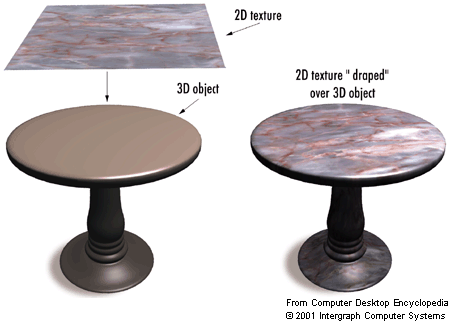 2D texture
3D object
2D texture " draped"
over 3D object
From Computer Desktop Encyclopedia
© 2001 Intergraph Computer Systems